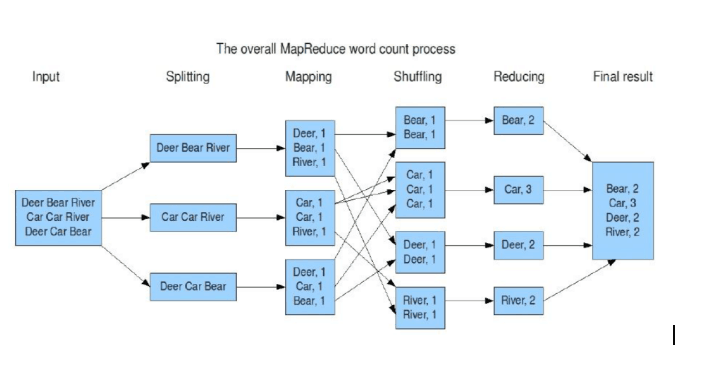 The overall MapReduce word count process
Input
Splitting
Mapping
Shuffling
Reducing
Final result
Deer Bear River
Car Car River
Deer Car Bear
Deer Bear River
Car Car River
Deer Car Bear
Deer, 1
Bear, 1
River, 1
Car, 1
Car, 1
River, 1
Deer, 1
Car, 1
Bear, 1
Bear, 1
Bear, 1
Car, 1
Car, 1
Car, 1
Deer, 1
Deer, 1
River, 1
River, 1
Bear, 2
Car, 3
Deer, 2
River, 2
Bear, 2
Car, 3
Deer, 2
River, 2